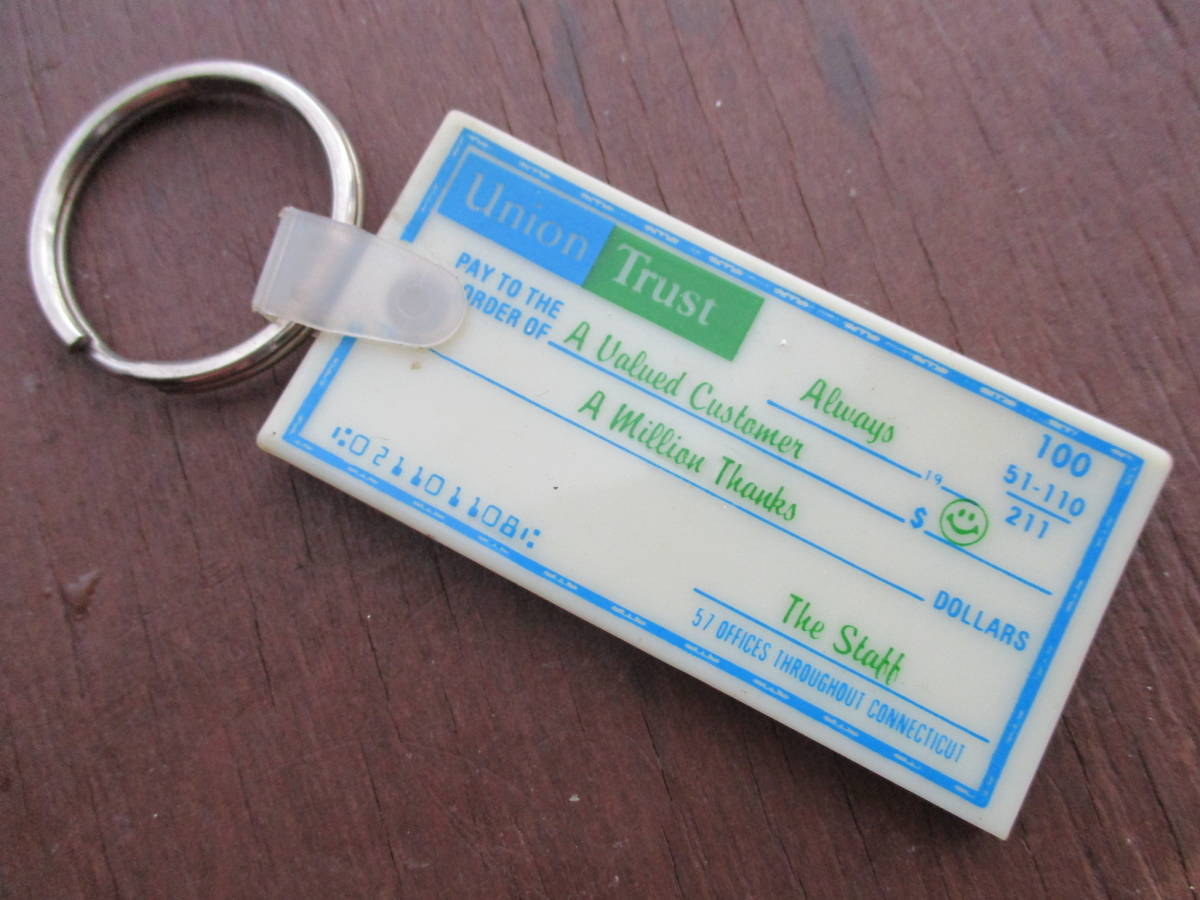 Union Trust
100
51-110
211
Always 19
PAY TO THE
ORDER OF A Valued Customer $
A Million Thanks DOLLARS
The Staff
57 OFFICES THROUGHOUT CONNECTICUT
⑆021101108⑆